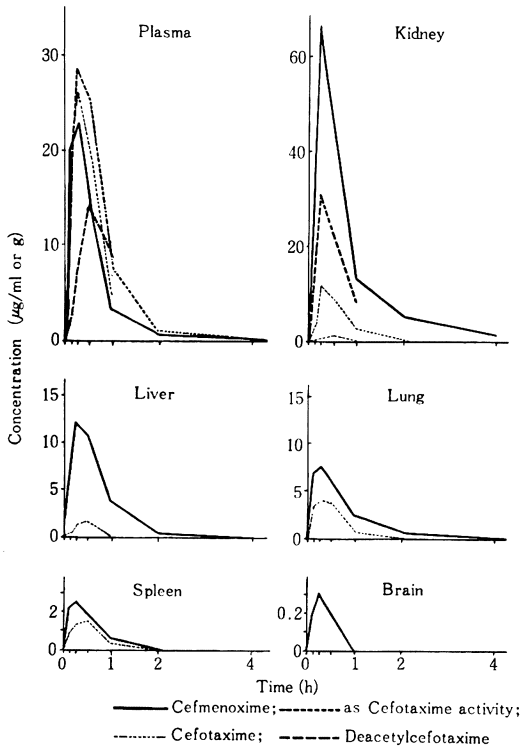 Plasma
Kidney
30
20
10
0
60
40
20
0
Concentration (μg/ml or g)
Liver
Lung
15
10
5
0
15
10
5
0
Spleen
Brain
2
0
0.2
0
0 1 2 4
0 1 2 4
Time (h)
Cefmenoxime; as Cefotaxime activity;
Cefotaxime; Deacetylcefotaxime